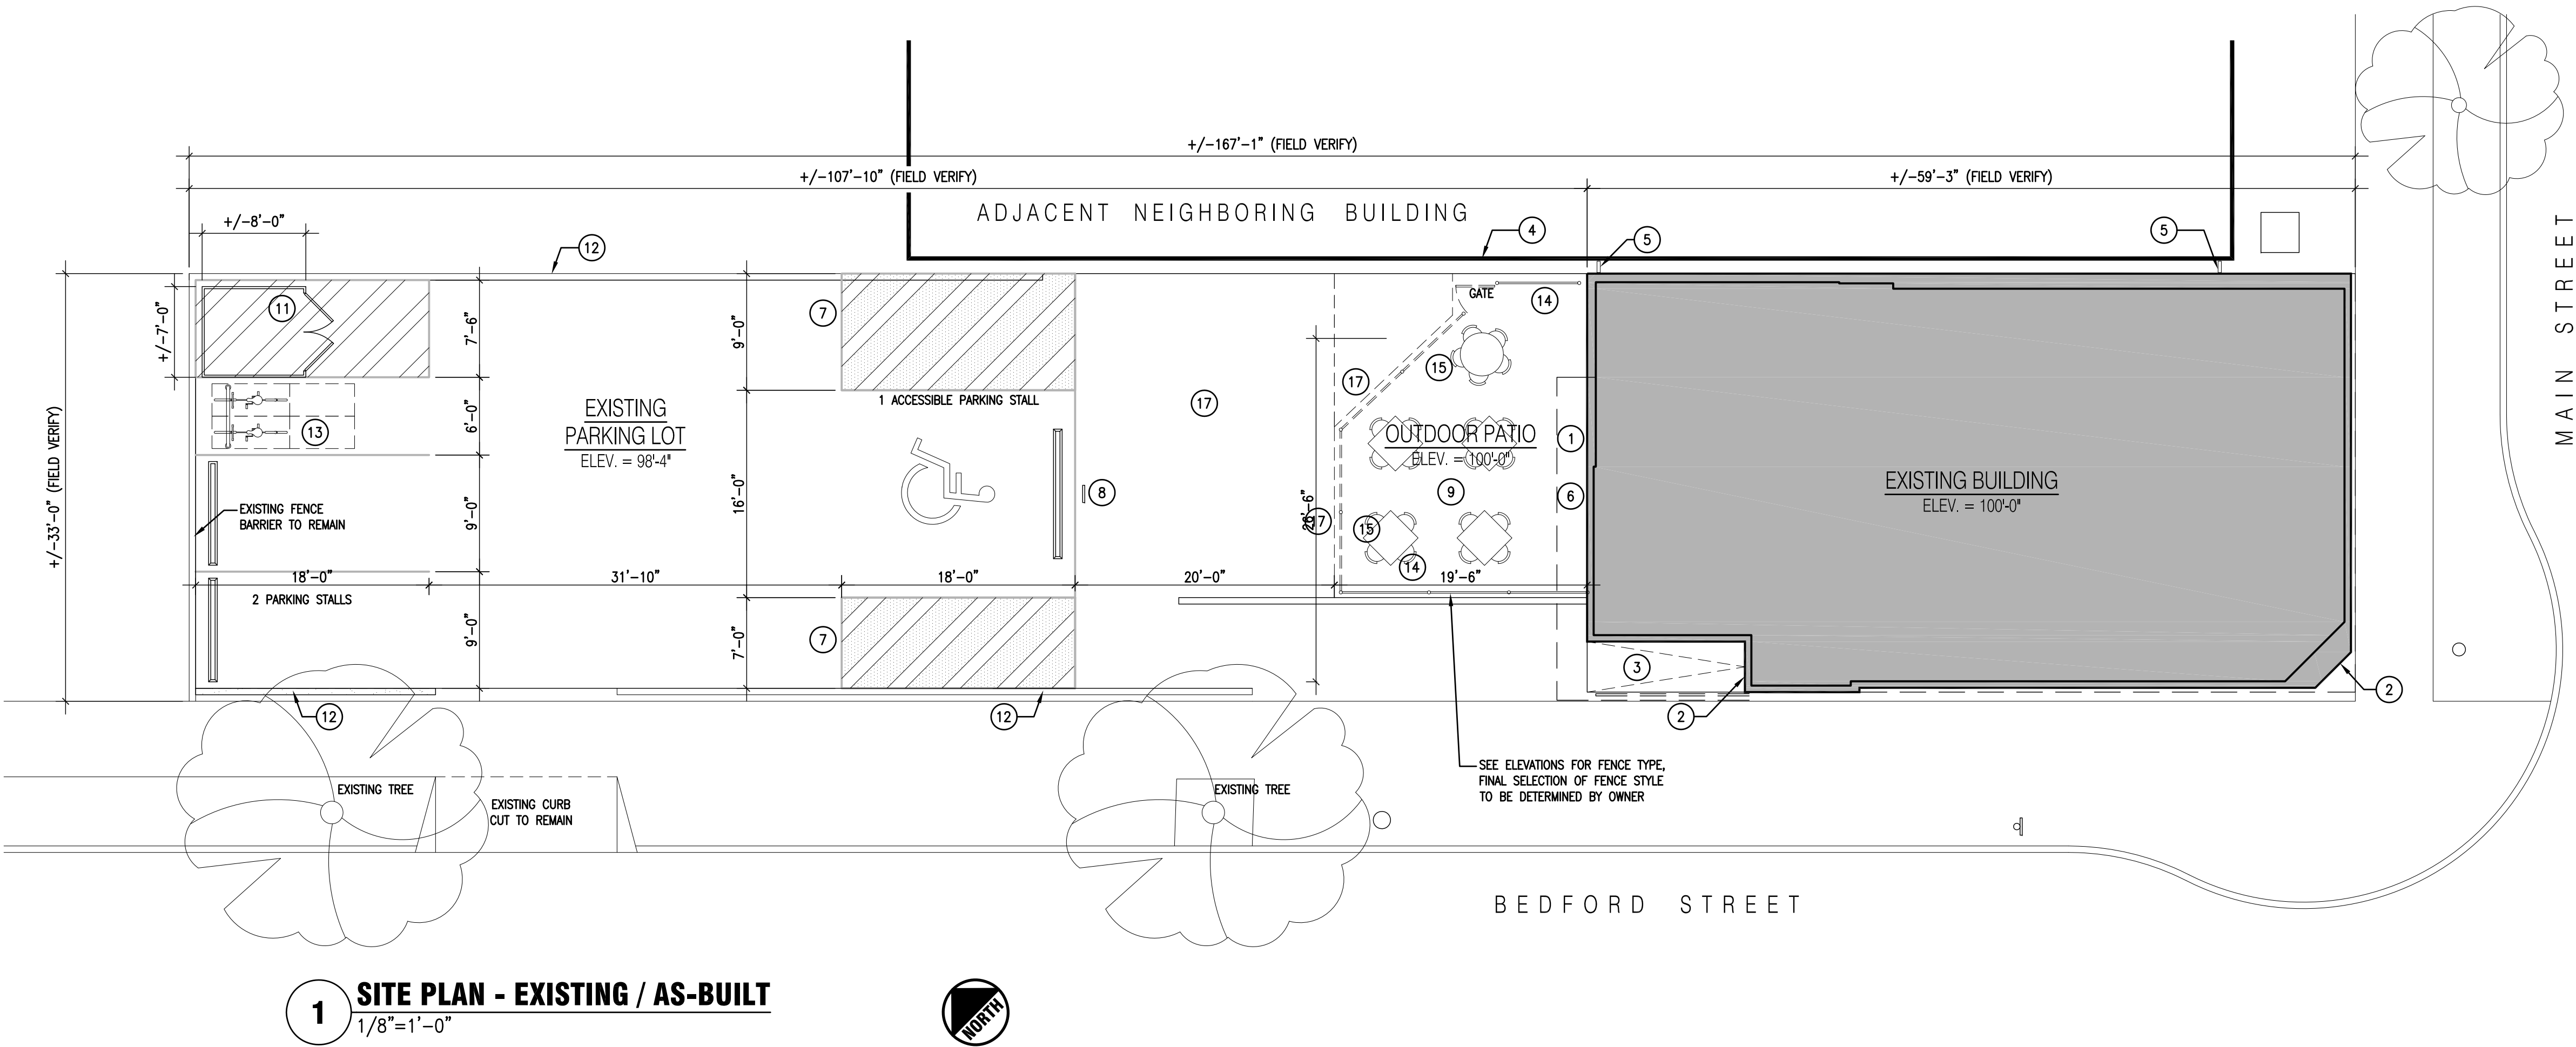 +/-167'-1" (FIELD VERIFY)
+/-107'-10" (FIELD VERIFY)
+/-59'-3" (FIELD VERIFY)
ADJACENT NEIGHBORING BUILDING
MAIN STREET
+/-8'-0"
12
4
5
5
+/-7'-0"
11
7'-6"
9'-0"
7
GATE
14
15
17
1 ACCESSIBLE PARKING STALL
17
EXISTING
PARKING LOT
ELEV. = 98'-4"
13
6'-0"
+/-33'-0" (FIELD VERIFY)
OUTDOOR PATIO
ELEV. = 100'-0"
1
9
6
8
EXISTING BUILDING
ELEV. = 100'-0"
EXISTING FENCE
BARRIER TO REMAIN
9'-0"
16'-0"
26'-6"
17
15
14
18'-0"
31'-10"
18'-0"
20'-0"
19'-6"
2 PARKING STALLS
9'-0"
7'-0"
7
3
2
2
12
12
SEE ELEVATIONS FOR FENCE TYPE,
FINAL SELECTION OF FENCE STYLE
TO BE DETERMINED BY OWNER
EXISTING TREE
EXISTING CURB
CUT TO REMAIN
EXISTING TREE
BEDFORD STREET
1
SITE PLAN - EXISTING / AS-BUILT
1/8"=1'-0"
NORTH